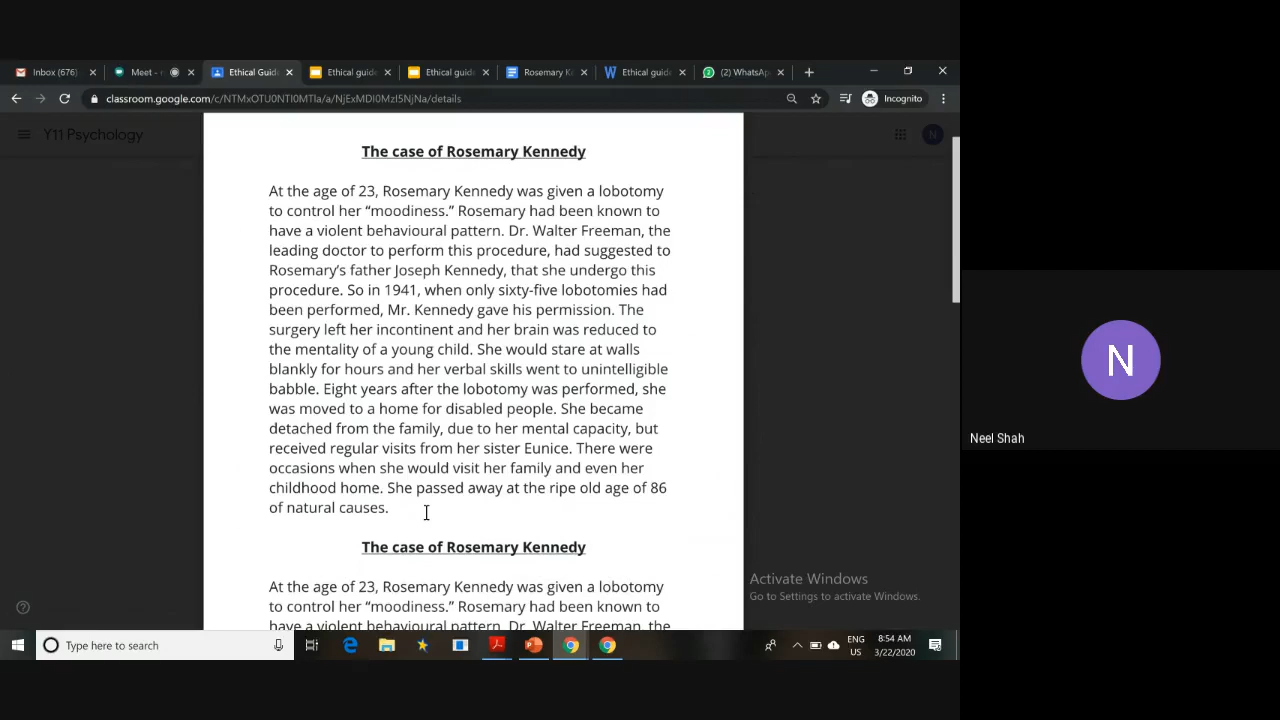 Inbox (676)
Meet -
Ethical Guid
Ethical guid
Ethical guid
Rosemary K
Ethical guid
(2) WhatsAp
classroom.google.com/c/NTMxOTU0NTI0MTla/a/NjExMDI0MzI5NjNa/details
Incognito
Y11 Psychology
N
The case of Rosemary Kennedy
At the age of 23, Rosemary Kennedy was given a lobotomy
to control her “moodiness.” Rosemary had been known to
have a violent behavioural pattern. Dr. Walter Freeman, the
leading doctor to perform this procedure, had suggested to
Rosemary’s father Joseph Kennedy, that she undergo this
procedure. So in 1941, when only sixty-five lobotomies had
been performed, Mr. Kennedy gave his permission. The
surgery left her incontinent and her brain was reduced to
the mentality of a young child. She would stare at walls
blankly for hours and her verbal skills went to unintelligible
babble. Eight years after the lobotomy was performed, she
was moved to a home for disabled people. She became
detached from the family, due to her mental capacity, but
received regular visits from her sister Eunice. There were
occasions when she would visit her family and even her
childhood home. She passed away at the ripe old age of 86
of natural causes.
The case of Rosemary Kennedy
At the age of 23, Rosemary Kennedy was given a lobotomy
to control her “moodiness.” Rosemary had been known to
have a violent behavioural pattern. Dr. Walter Freeman, the
Activate Windows
Go to Settings to activate Windows.
Type here to search
ENG
US
8:54 AM
3/22/2020
N
Neel Shah